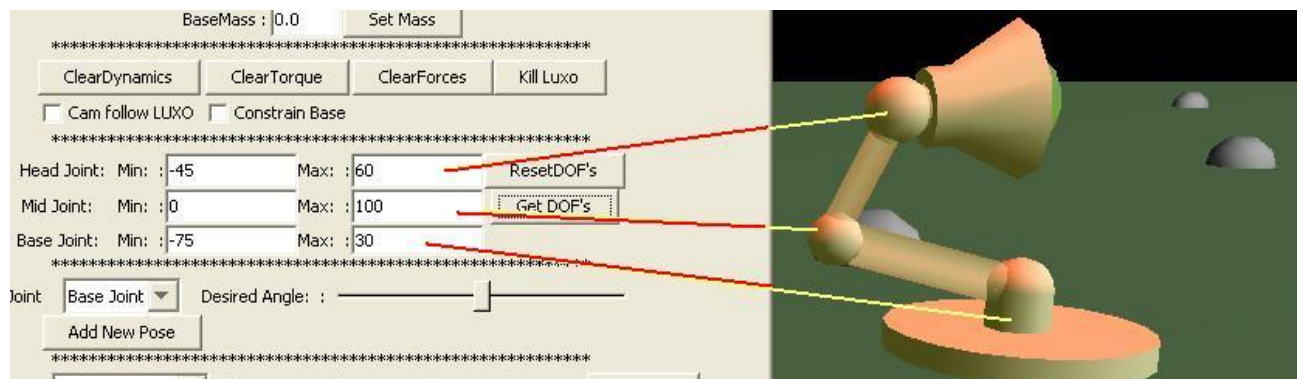 BaseMass : 0.0 Set Mass
**********************************************************************
ClearDynamics ClearTorque ClearForces Kill Luxo
Cam follow LUXO Constrain Base
**********************************************************************
Head Joint: Min: : -45 Max: : 60 ResetDOF's
Mid Joint: Min: : 0 Max: : 100 Get DOF's
Base Joint: Min: : -75 Max: : 30
**********************************************************************
Joint Base Joint Desired Angle: :
Add New Pose
**********************************************************************